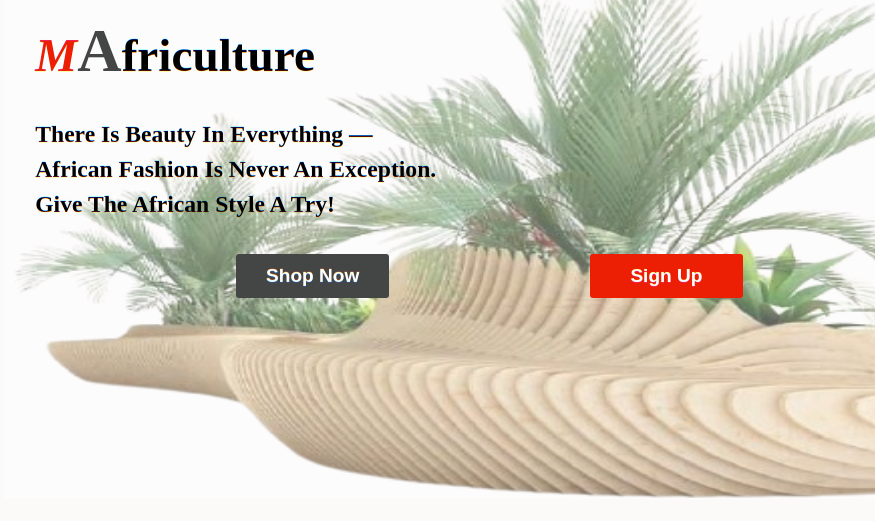 MAfriculture
There Is Beauty In Everything —
African Fashion Is Never An Exception.
Give The African Style A Try!
Shop Now
Sign Up